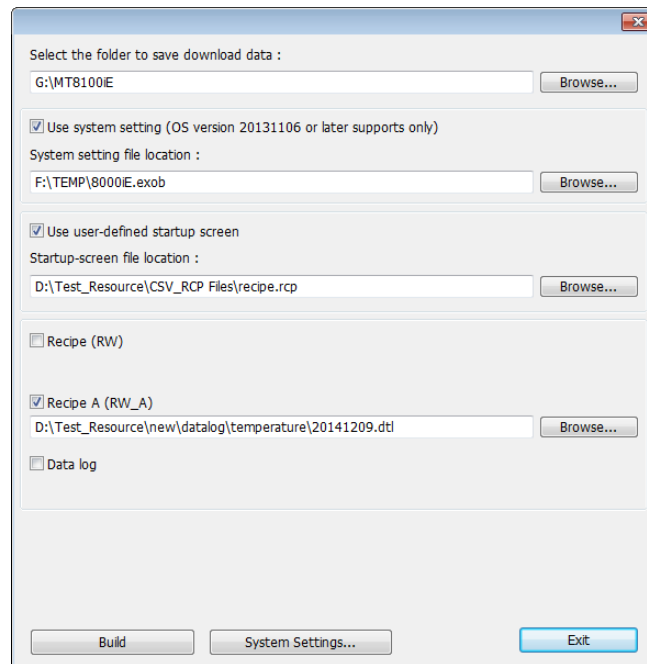 Select the folder to save download data :
G:\MT8100iE
Browse...
Use system setting (OS version 20131106 or later supports only)
System setting file location :
F:\TEMP\8000iE.exob
Browse...
Use user-defined startup screen
Startup-screen file location :
D:\Test_Resource\CSV_RCP Files\recipe.rcp
Browse...
Recipe (RW)
Recipe A (RW_A)
D:\Test_Resource\new\datalog\temperature\20141209.dtl
Browse...
Data log
Build
System Settings...
Exit